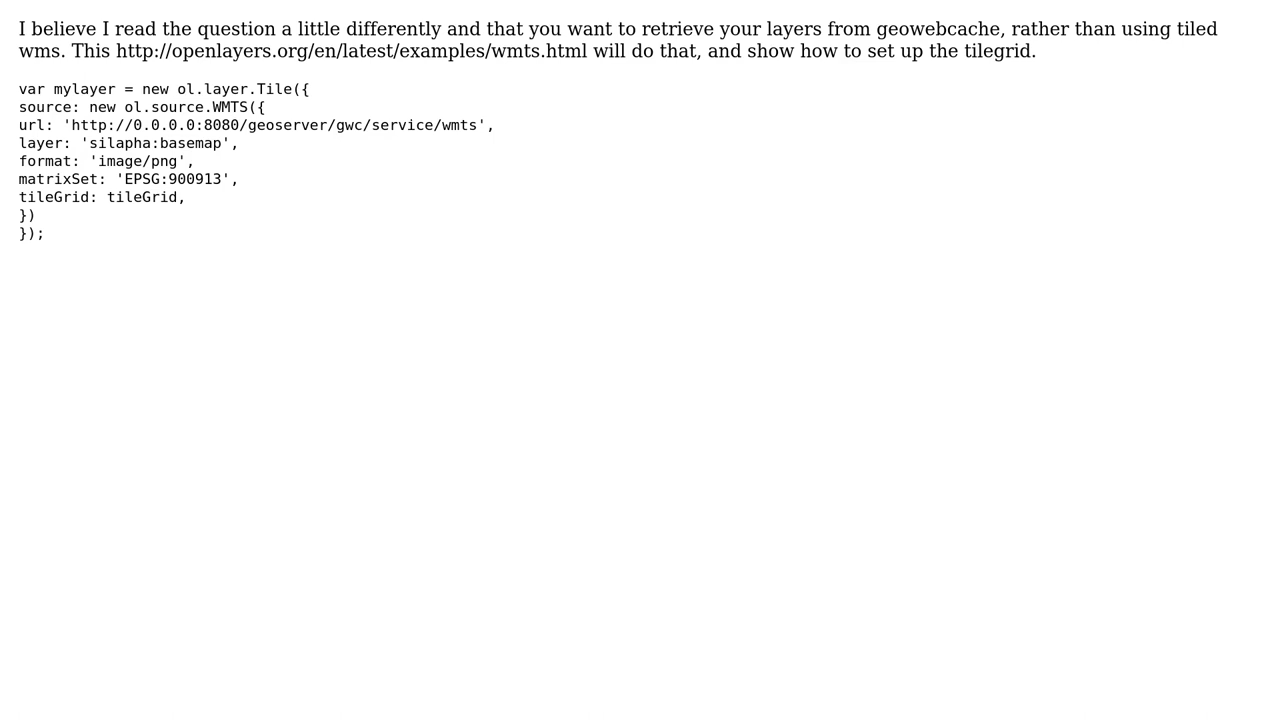 I believe I read the question a little differently and that you want to retrieve your layers from geowebcache, rather than using tiled
wms. This http://openlayers.org/en/latest/examples/wmts.html will do that, and show how to set up the tilegrid.
var mylayer = new ol.layer.Tile({
source: new ol.source.WMTS({
url: 'http://0.0.0.0:8080/geoserver/gwc/service/wmts',
layer: 'silapha:basemap',
format: 'image/png',
matrixSet: 'EPSG:900913',
tileGrid: tileGrid,
})
});